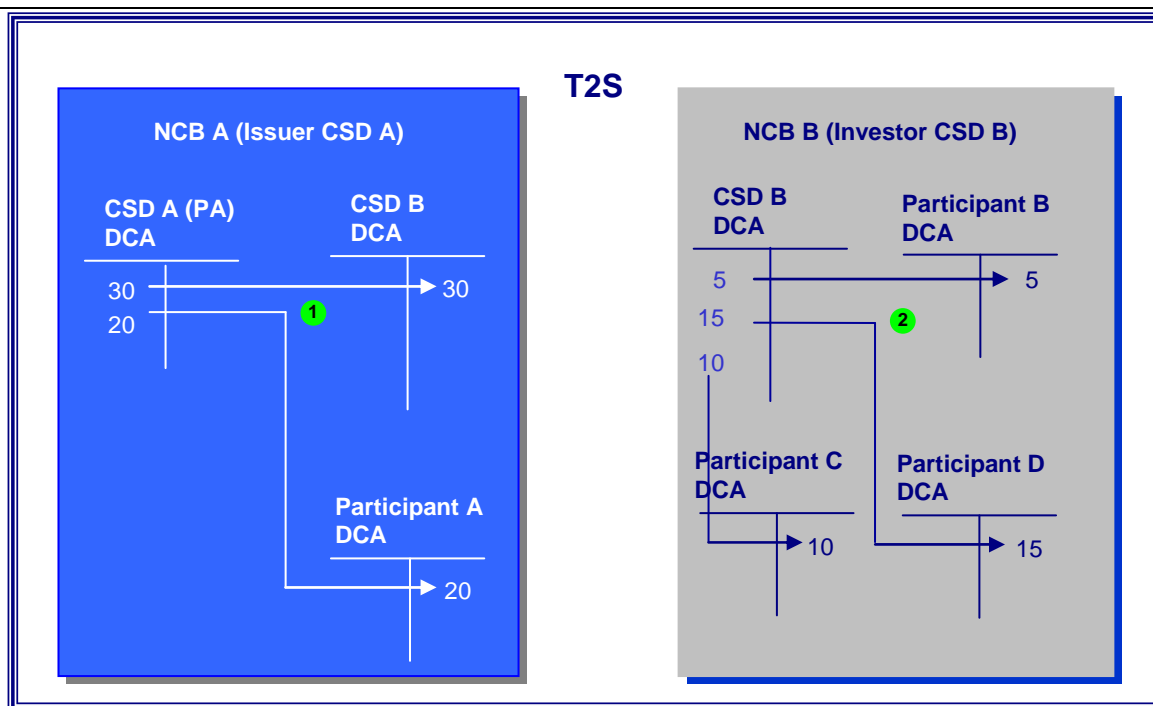 T2S
NCB A (Issuer CSD A)
CSD A (PA)
DCA
CSD B
DCA
30
30
20
1
Participant A
DCA
20
NCB B (Investor CSD B)
CSD B
DCA
Participant B
DCA
5
5
15
2
10
Participant C
DCA
Participant D
DCA
10
15